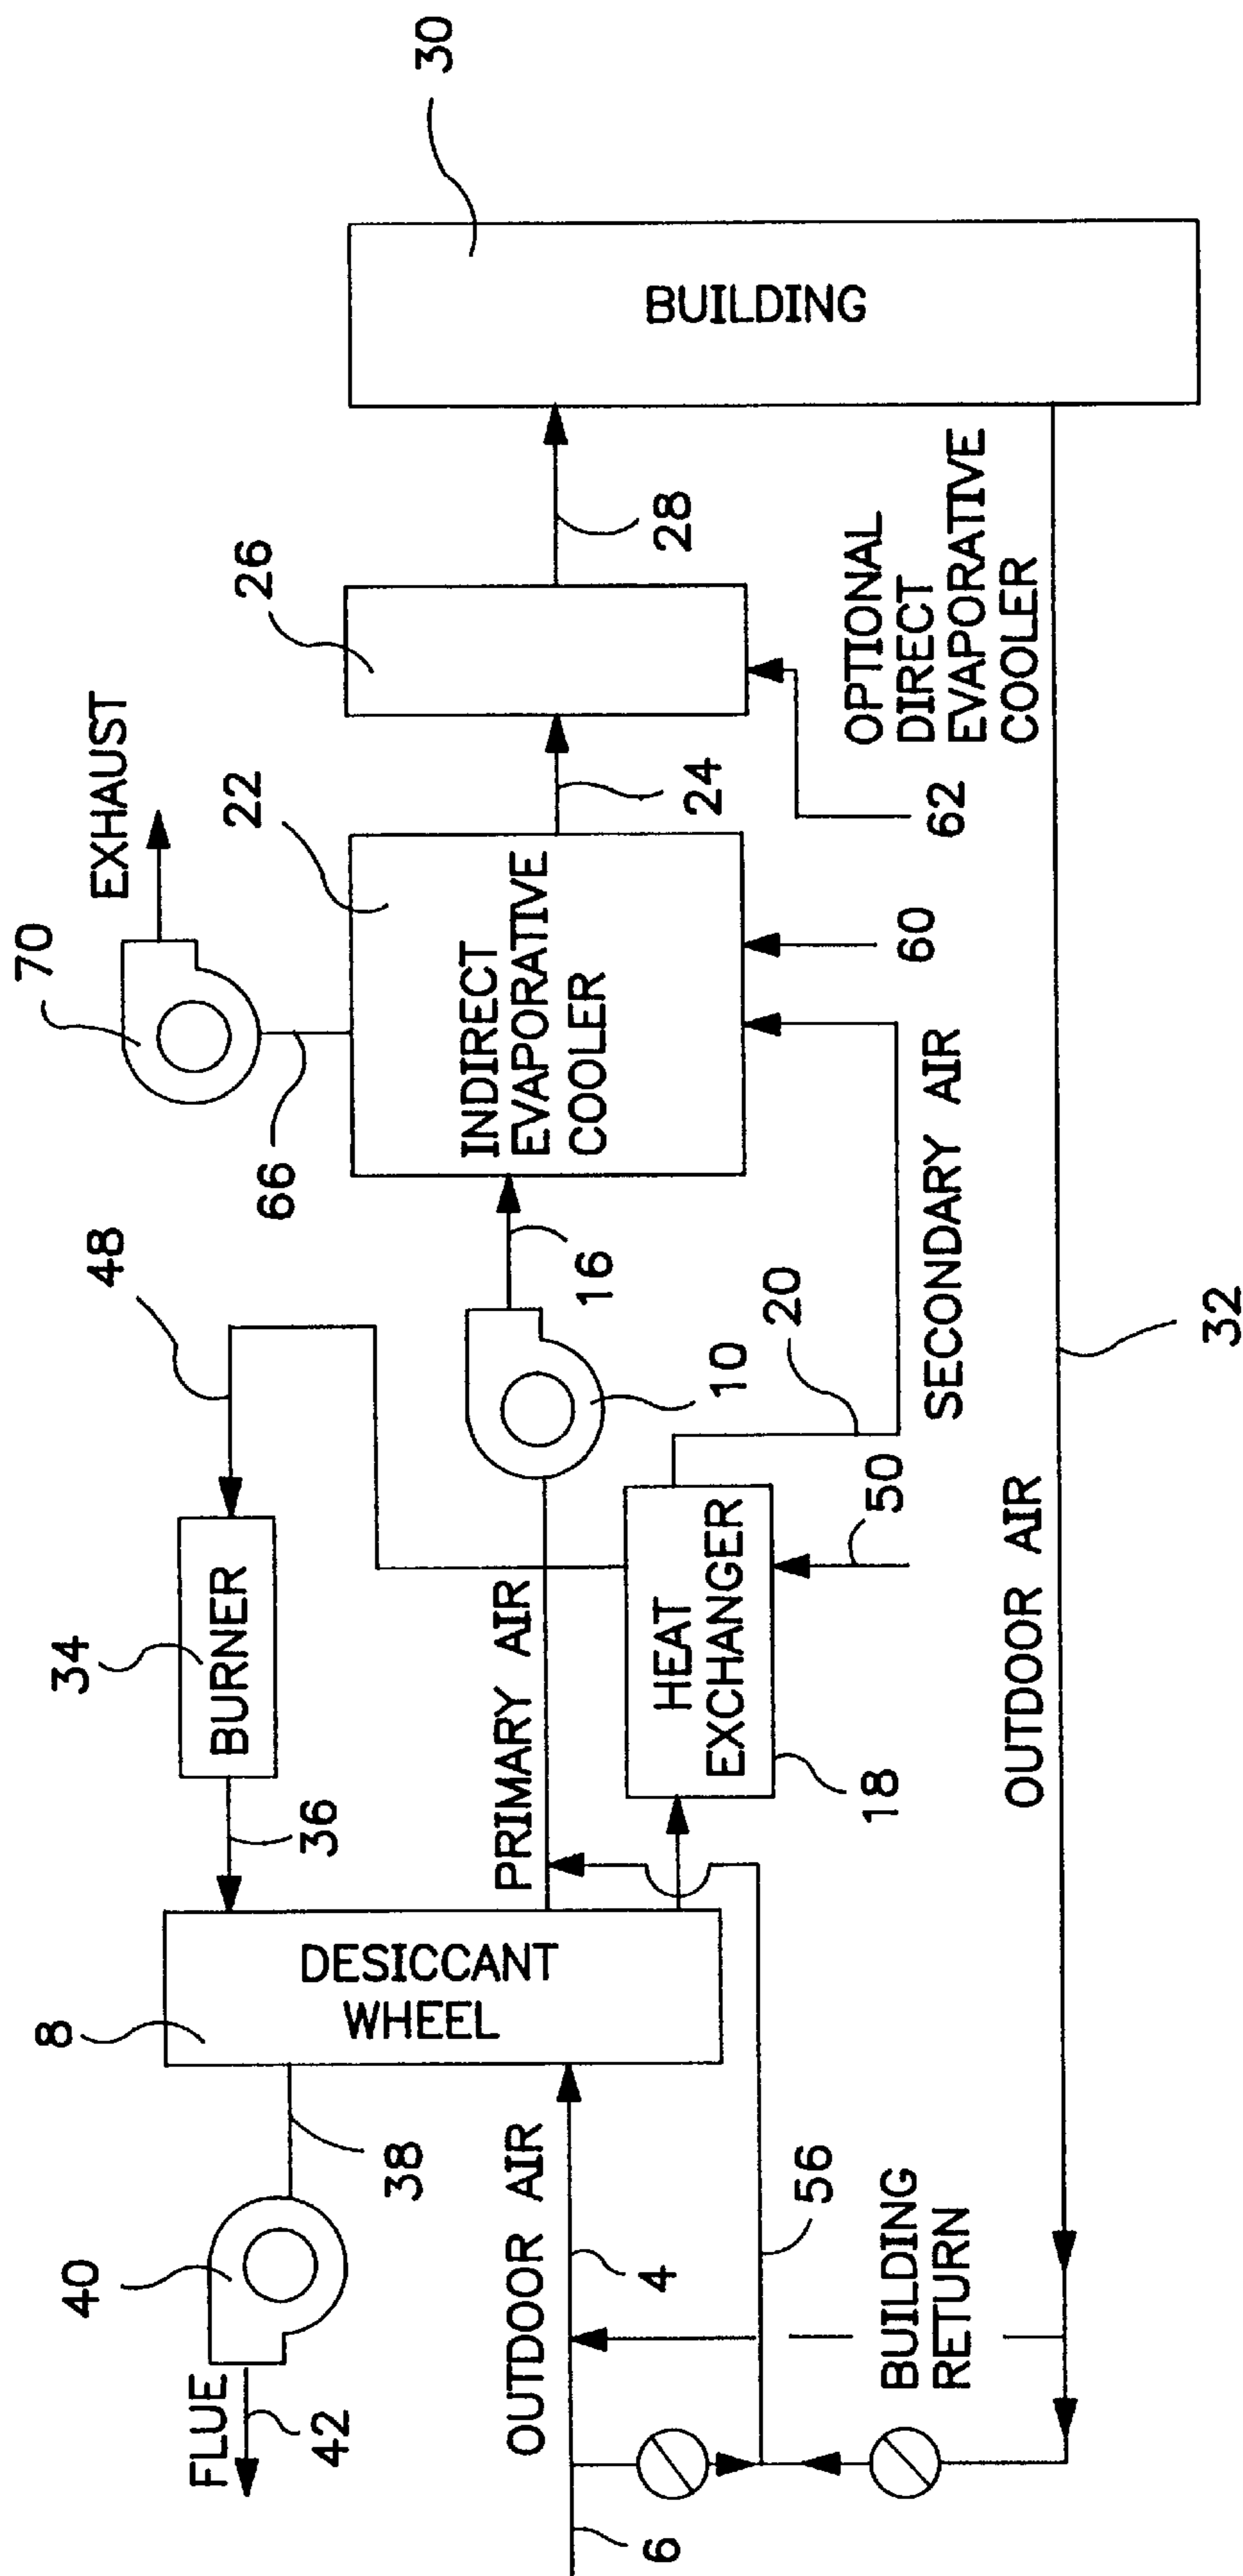 EXHAUST
70
66
22
INDIRECT
EVAPORATIVE
COOLER
26
24
28
30
BUILDING
48
34
BURNER
36
16
10
PRIMARY AIR
HEAT
EXCHANGER
18
20
50
SECONDARY AIR
60
62
OPTIONAL
DIRECT
EVAPORATIVE
COOLER
8
DESICCANT
WHEEL
40
38
FLUE
42
OUTDOOR AIR
4
6
56
BUILDING
RETURN
OUTDOOR AIR
32